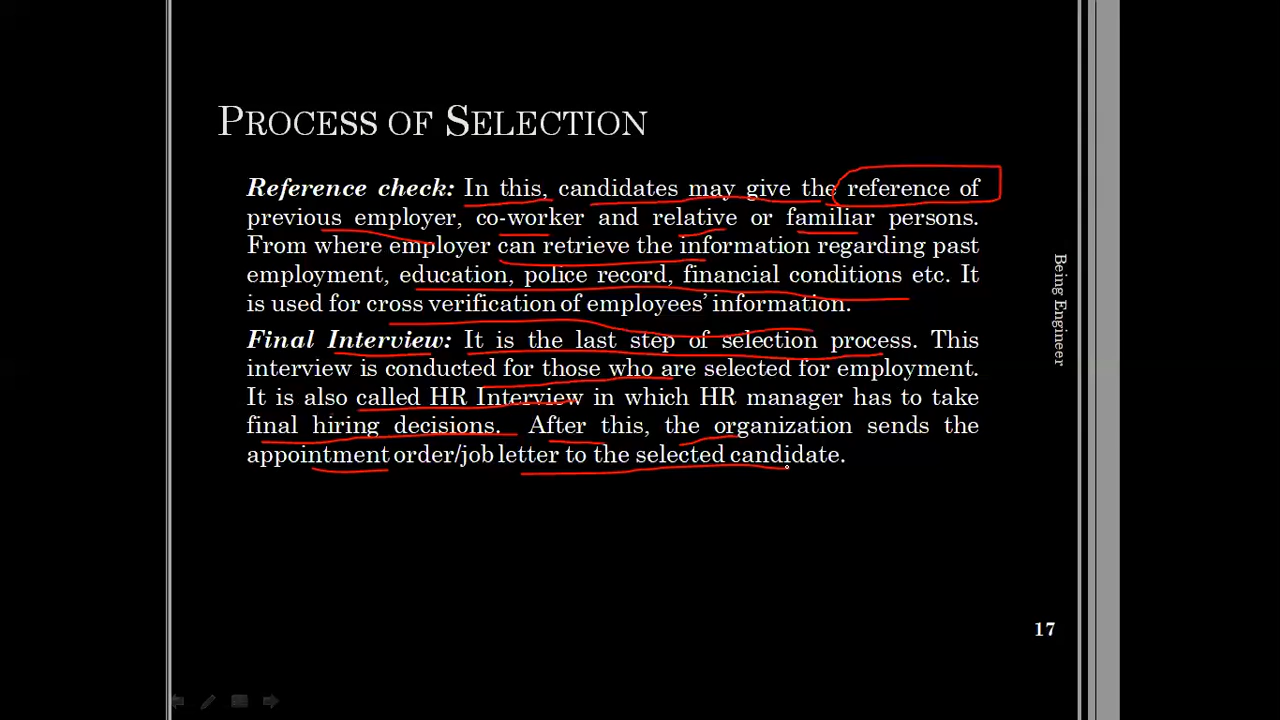 PROCESS OF SELECTION
Reference check: In this, candidates may give the reference of
previous employer, co-worker and relative or familiar persons.
From where employer can retrieve the information regarding past
employment, education, police record, financial conditions etc. It
is used for cross verification of employees' information.
Final Interview: It is the last step of selection process. This
interview is conducted for those who are selected for employment.
It is also called HR Interview in which HR manager has to take
final hiring decisions. After this, the organization sends the
appointment order/job letter to the selected candidate.
Being Engineer
17